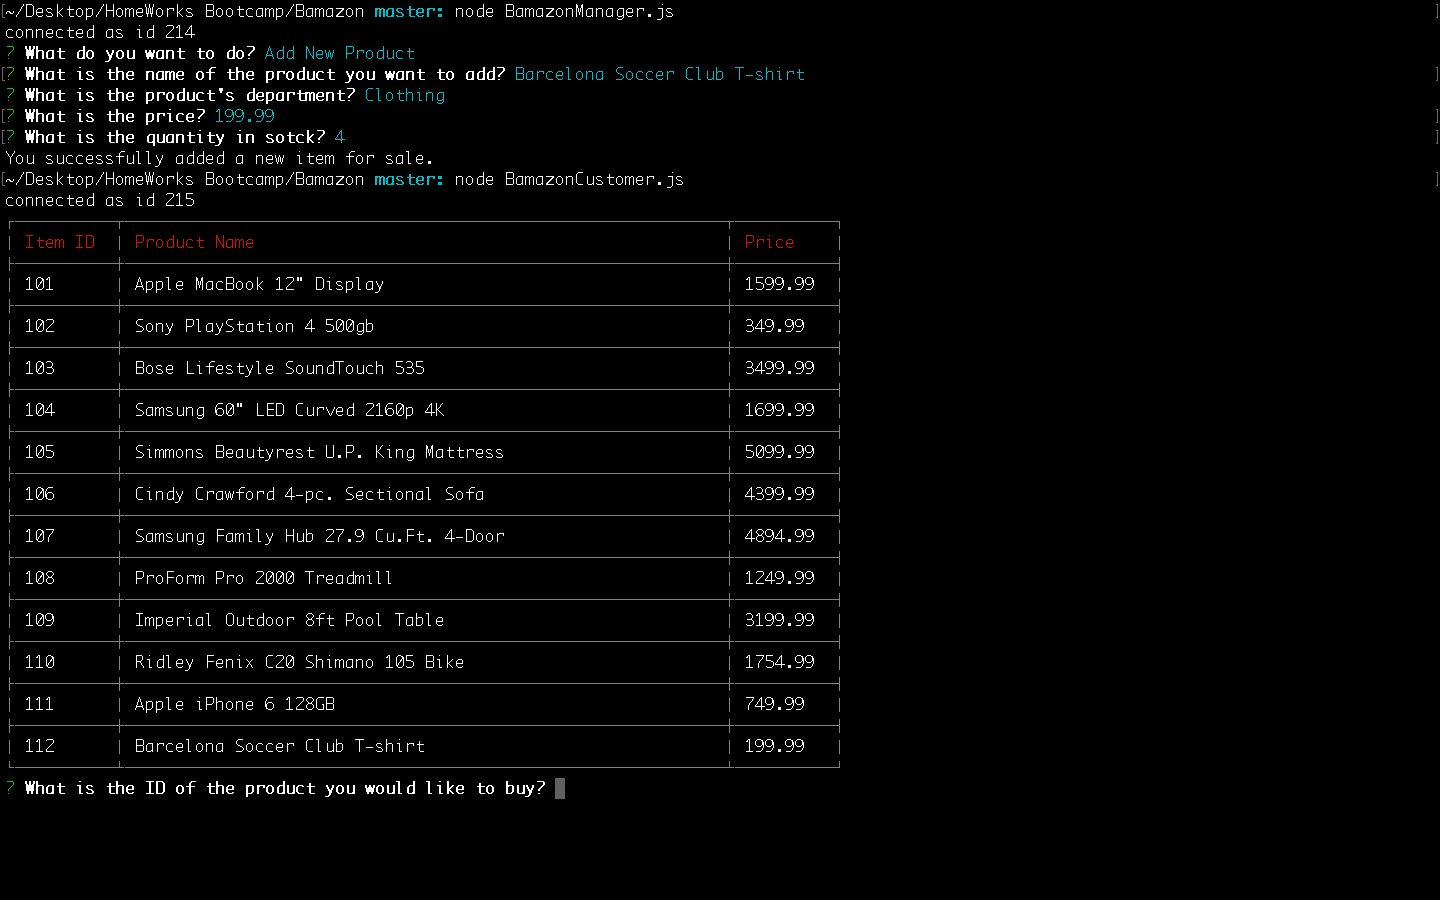 [~/Desktop/HomeWorks Bootcamp/Bamazon master: node BamazonManager.js ]
connected as id 214
? What do you want to do? Add New Product
[? What is the name of the product you want to add? Barcelona Soccer Club T-shirt ]
? What is the product's department? Clothing
[? What is the price? 199.99 ]
[? What is the quantity in sotck? 4 ]
You successfully added a new item for sale.
[~/Desktop/HomeWorks Bootcamp/Bamazon master: node BamazonCustomer.js ]
connected as id 215
Item ID Product Name Price
101 Apple MacBook 12" Display 1599.99
102 Sony PlayStation 4 500gb 349.99
103 Bose Lifestyle SoundTouch 535 3499.99
104 Samsung 60" LED Curved 2160p 4K 1699.99
105 Simmons Beautyrest U.P. King Mattress 5099.99
106 Cindy Crawford 4-pc. Sectional Sofa 4399.99
107 Samsung Family Hub 27.9 Cu.Ft. 4-Door 4894.99
108 ProForm Pro 2000 Treadmill 1249.99
109 Imperial Outdoor 8ft Pool Table 3199.99
110 Ridley Fenix C20 Shimano 105 Bike 1754.99
111 Apple iPhone 6 128GB 749.99
112 Barcelona Soccer Club T-shirt 199.99
? What is the ID of the product you would like to buy?